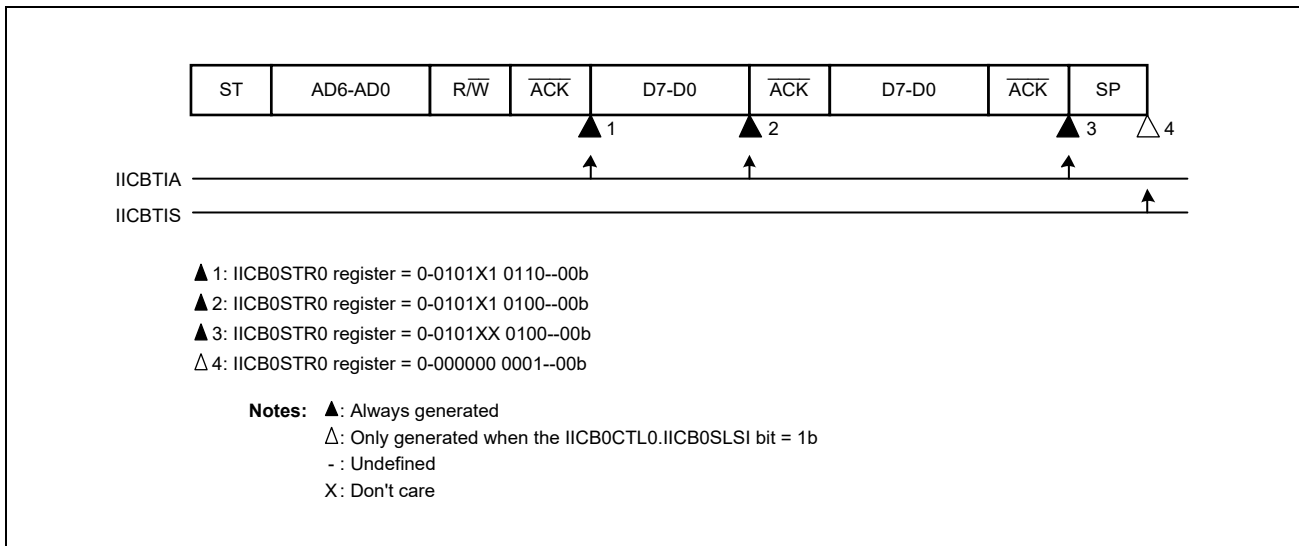 ST AD6-AD0 R/W ACK D7-D0 ACK D7-D0 ACK SP
1 2 3 4
IICBTIA
IICBTIS
▲ 1: IICB0STR0 register = 0-0101X1 0110--00b
▲ 2: IICB0STR0 register = 0-0101X1 0100--00b
▲ 3: IICB0STR0 register = 0-0101XX 0100--00b
△ 4: IICB0STR0 register = 0-000000 0001--00b
Notes: ▲: Always generated
△: Only generated when the IICB0CTL0.IICB0SLSI bit = 1b
- : Undefined
X : Don't care